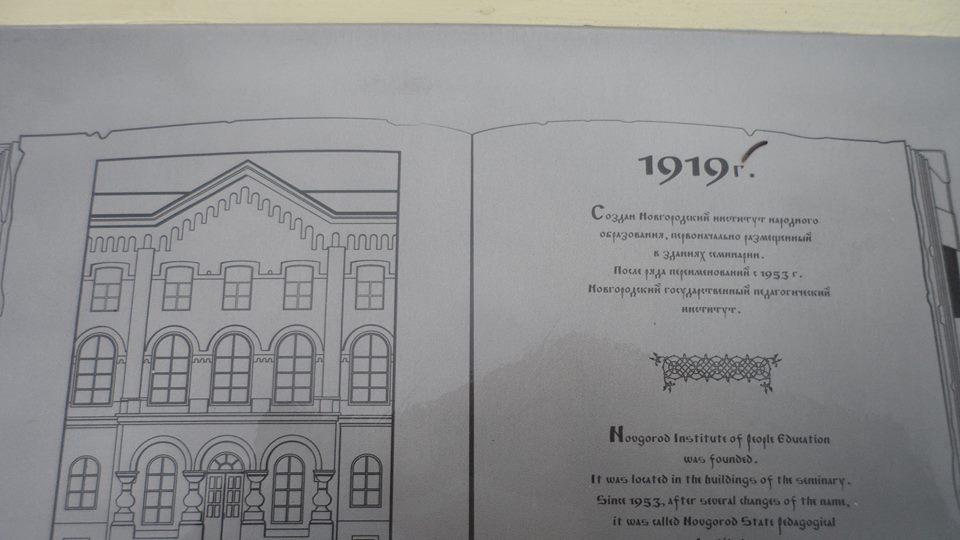 1919г.
Создан Новгородский институт народного
образования, первоначально размещенный
в зданиях семинарии.
После ряда переименований с 1953 г.
Новгородский государственный педагогический
институт.
Novgorod Institute of people Education
was founded.
It was located in the buildings of the seminary.
Since 1953, after several changes of the name,
it was called Novgorod State pedagogical